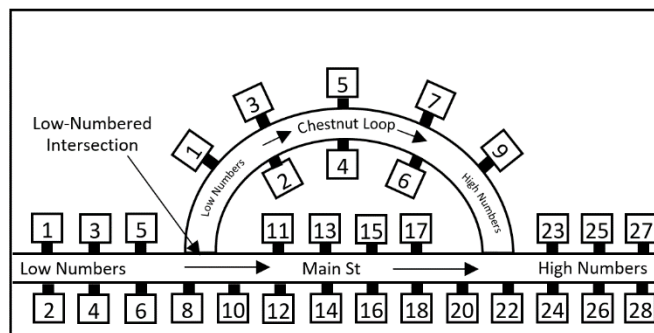 5
3
7
Low-Numbered
Intersection
Chestnut Loop
1
9
2
4
6
Low Numbers
High Numbers
1 3 5 11 13 15 17 23 25 27
Low Numbers Main St High Numbers
2 4 6 8 10 12 14 16 18 20 22 24 26 28